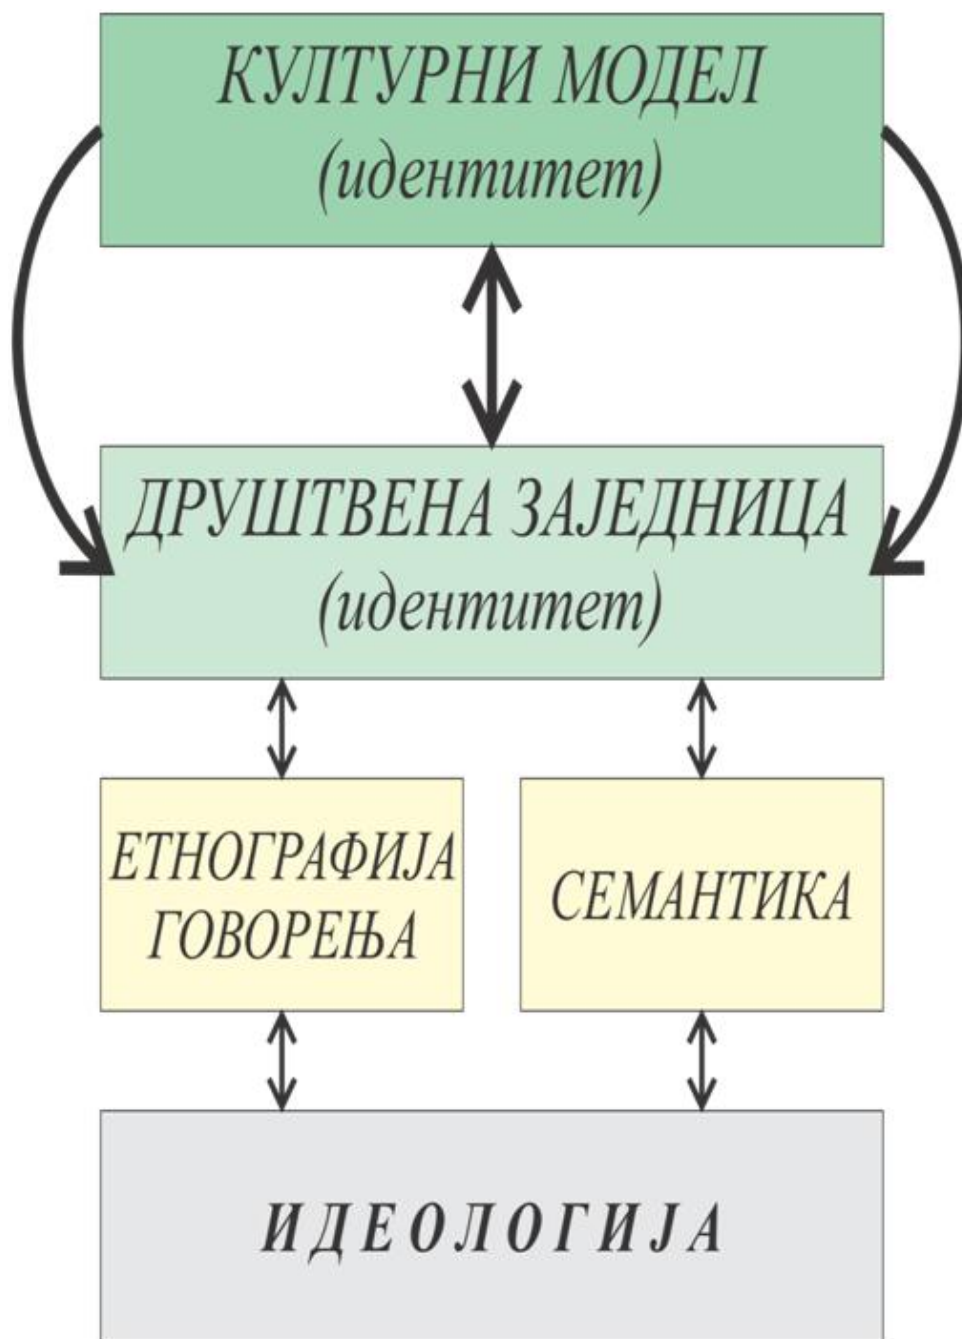 КУЛТУРНИ МОДЕЛ
(идентитет)
ДРУШТВЕНА ЗАЈЕДНИЦА
(идентитет)
ЕТНОГРАФИЈА
ГОВОРЕЊА
СЕМАНТИКА
ИДЕОЛОГИЈА